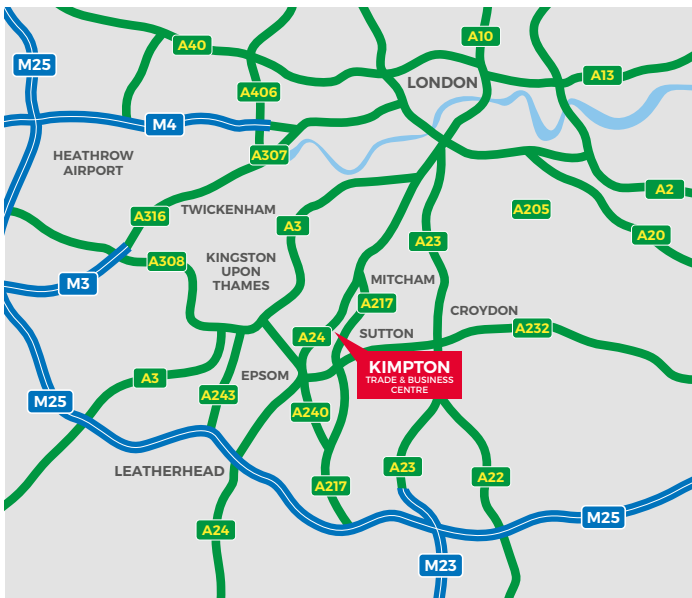 A10
A40
M25
A13
LONDON
A406
M4
A307
HEATHROW
AIRPORT
A2
TWICKENHAM
A205
A316
A3
A20
A23
A308
KINGSTON
UPON
THAMES
M3
MITCHAM
A217
CROYDON
A232
SUTTON
A24
KIMPTON
TRADE & BUSINESS
CENTRE
EPSOM
A3
A243
M25
A240
LEATHERHEAD
A23
A22
A217
M25
A24
M23